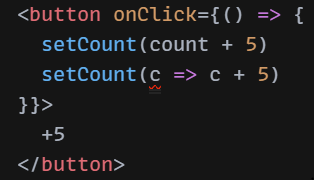 <button onClick={() => {
  setCount(count + 5)
  setCount(c => c + 5)
}}>
  +5
</button>